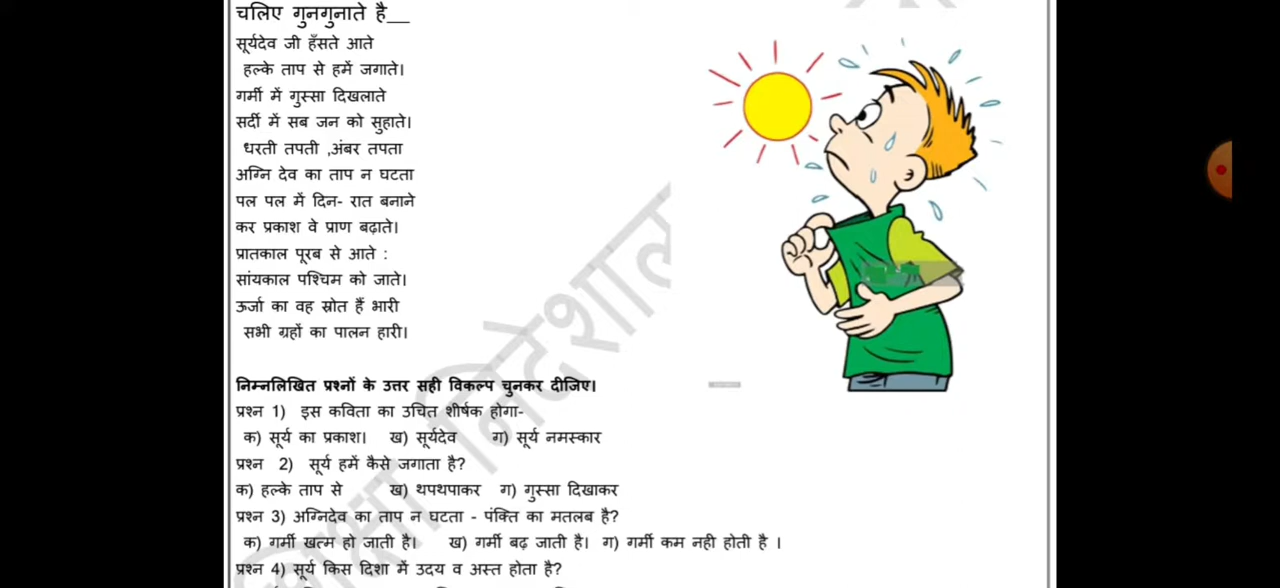 चलिए गुनगुनाते है__
सूर्यदेव जी हँसते आते
हल्के ताप से हमें जगाते।
गर्मी में गुस्सा दिखलाते
सर्दी में सब जन को सुहाते।
धरती तपती ,अंबर तपता
अग्नि देव का ताप न घटता
पल पल में दिन- रात बनाने
कर प्रकाश वे प्राण बढ़ाते।
प्रातकाल पूरब से आते :
सांयकाल पश्चिम को जाते।
ऊर्जा का वह स्रोत हैं भारी
सभी ग्रहों का पालन हारी।
निम्नलिखित प्रश्नों के उत्तर सही विकल्प चुनकर दीजिए।
प्रश्न 1) इस कविता का उचित शीर्षक होगा-
क) सूर्य का प्रकाश। ख) सूर्यदेव ग) सूर्य नमस्कार
प्रश्न 2) सूर्य हमें कैसे जगाता है?
क) हल्के ताप से ख) थपथपाकर ग) गुस्सा दिखाकर
प्रश्न 3) अग्निदेव का ताप न घटता - पंक्ति का मतलब है?
क) गर्मी खत्म हो जाती है। ख) गर्मी बढ़ जाती है। ग) गर्मी कम नही होती है ।
प्रश्न 4) सूर्य किस दिशा में उदय व अस्त होता है?